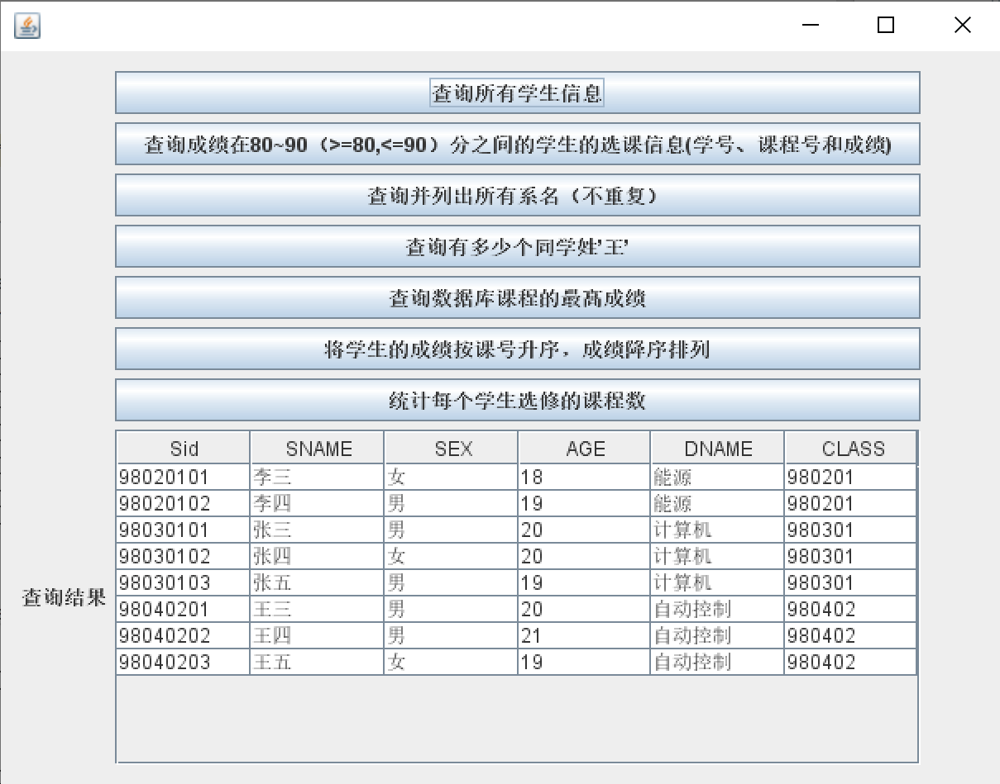 查询所有学生信息
查询成绩在80~90（>=80,<=90）分之间的学生的选课信息(学号、课程号和成绩)
查询并列出所有系名（不重复）
查询有多少个同学姓'王'
查询数据库课程的最高成绩
将学生的成绩按课号升序，成绩降序排列
统计每个学生选修的课程数
Sid SNAME SEX AGE DNAME CLASS
98020101 李三 女 18 能源 980201
98020102 李四 男 19 能源 980201
98030101 张三 男 20 计算机 980301
98030102 张四 女 20 计算机 980301
98030103 张五 男 19 计算机 980301
查询结果
98040201 王三 男 20 自动控制 980402
98040202 王四 男 21 自动控制 980402
98040203 王五 女 19 自动控制 980402